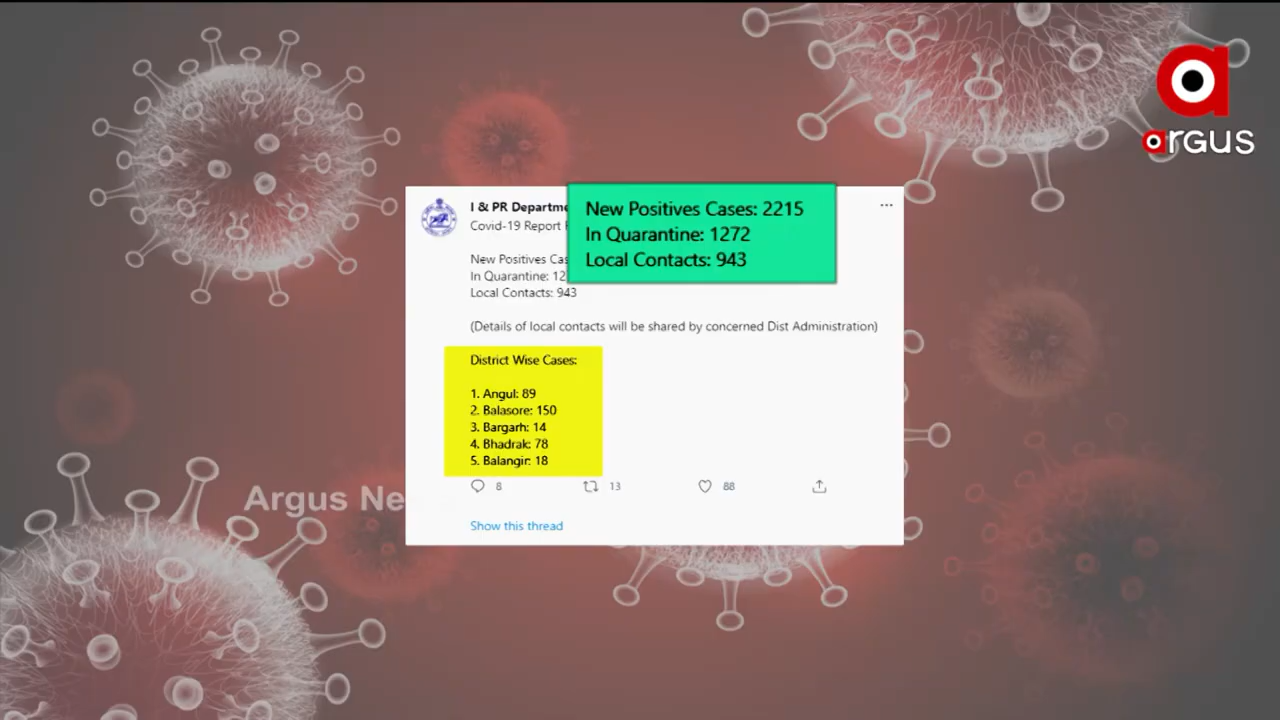 argus
I & PR Departme
Covid-19 Report
New Positives Cases: 2215
In Quarantine: 1272
Local Contacts: 943
New Positives Cas
In Quarantine: 12
Local Contacts: 943
(Details of local contacts will be shared by concerned Dist Administration)
District Wise Cases:
1. Angul: 89
2. Balasore: 150
3. Bargarh: 14
4. Bhadrak: 78
5. Balangir: 18
8 13 88
Argus Ne
Show this thread